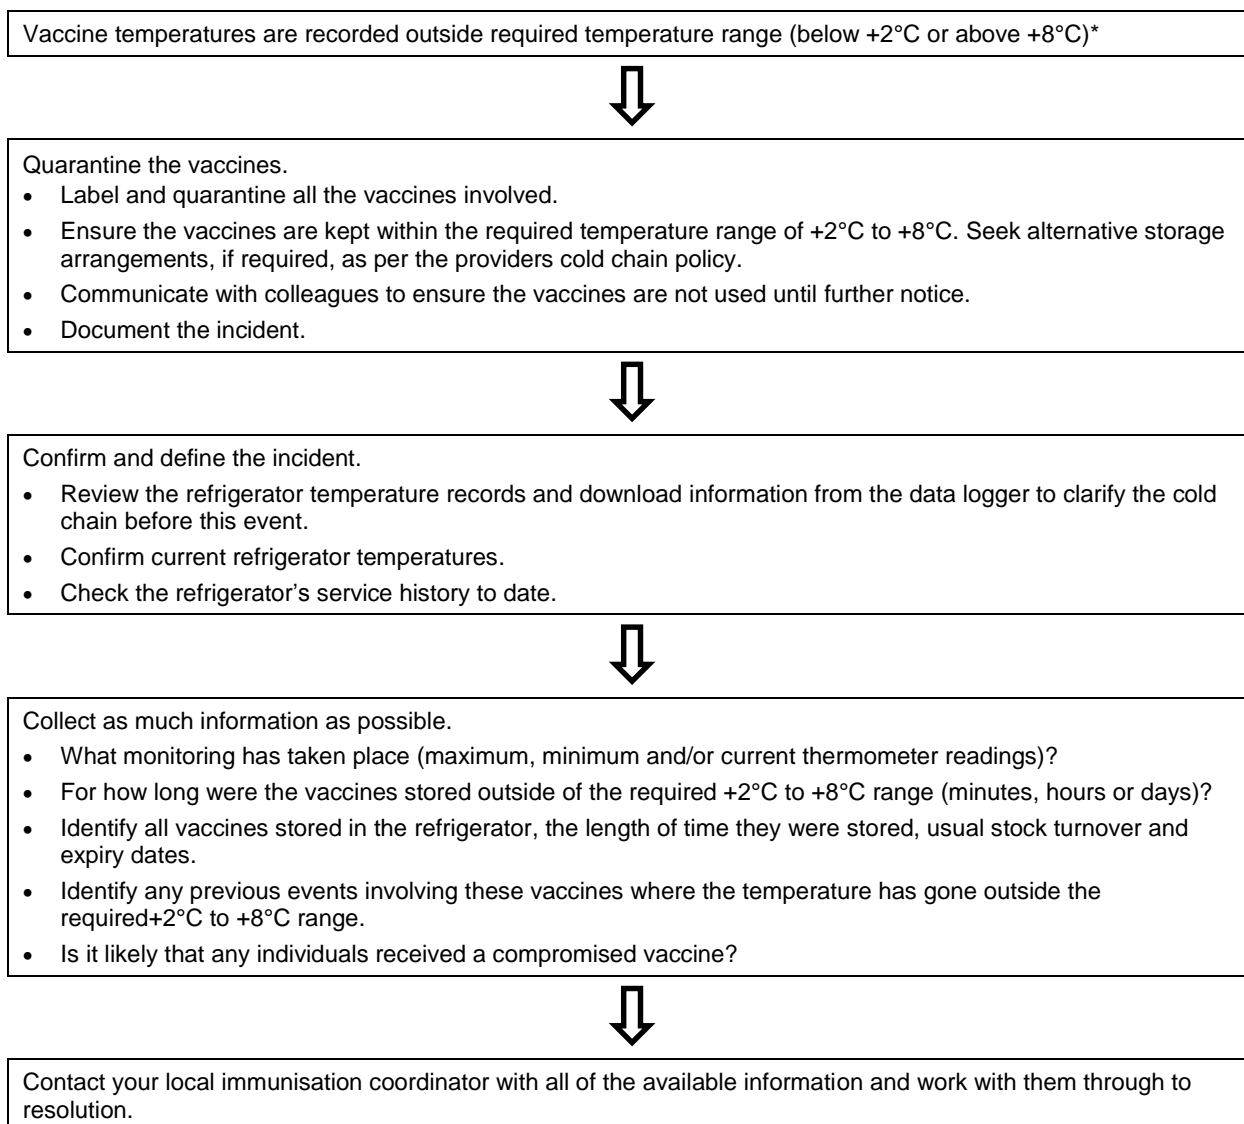 Vaccine temperatures are recorded outside required temperature range (below +2°C or above +8°C)*
Quarantine the vaccines.
• Label and quarantine all the vaccines involved.
• Ensure the vaccines are kept within the required temperature range of +2°C to +8°C. Seek alternative storage
arrangements, if required, as per the providers cold chain policy.
• Communicate with colleagues to ensure the vaccines are not used until further notice.
• Document the incident.
Confirm and define the incident.
• Review the refrigerator temperature records and download information from the data logger to clarify the cold
chain before this event.
• Confirm current refrigerator temperatures.
• Check the refrigerator's service history to date.
Collect as much information as possible.
• What monitoring has taken place (maximum, minimum and/or current thermometer readings)?
• For how long were the vaccines stored outside of the required +2°C to +8°C range (minutes, hours or days)?
• Identify all vaccines stored in the refrigerator, the length of time they were stored, usual stock turnover and
expiry dates.
• Identify any previous events involving these vaccines where the temperature has gone outside the
required+2°C to +8°C range.
• Is it likely that any individuals received a compromised vaccine?
Contact your local immunisation coordinator with all of the available information and work with them through to
resolution.